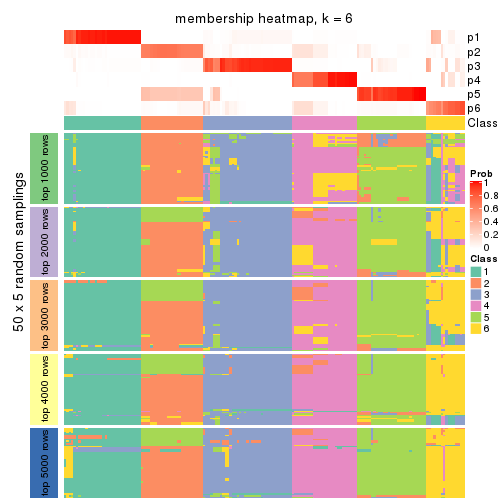 membership heatmap, k = 6
p1
p2
p3
p4
p5
p6
Class
50 x 5 random samplings
top 1000 rows
top 2000 rows
top 3000 rows
top 4000 rows
top 5000 rows
Prob
1
0.8
0.6
0.4
0.2
0
Class
1
2
3
4
5
6